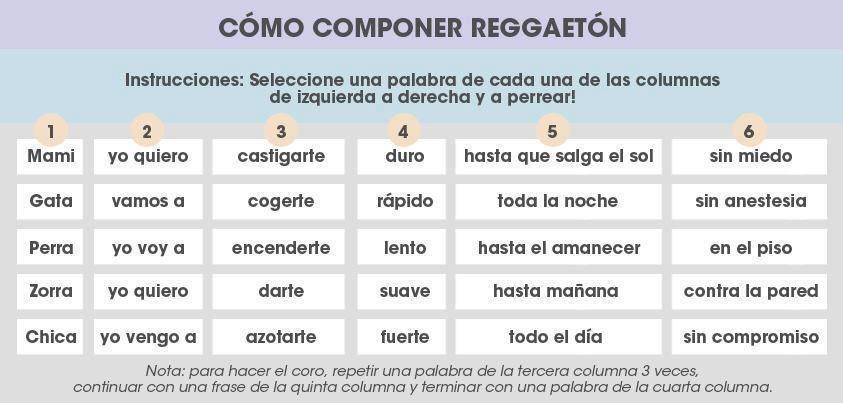 CÓMO COMPONER REGGAETÓN
Instrucciones: Seleccione una palabra de cada una de las columnas
de izquierda a derecha y a perrear!
1 2 3 4 5 6
Mami yo quiero castigarte duro hasta que salga el sol sin miedo
Gata vamos a cogerte rápido toda la noche sin anestesia
Perra yo voy a encenderte lento hasta el amanecer en el piso
Zorra yo quiero darte suave hasta mañana contra la pared
Chica yo vengo a azotarte fuerte todo el día sin compromiso
Nota: para hacer el coro, repetir una palabra de la tercera columna 3 veces,
continuar con una frase de la quinta columna y terminar con una palabra de la cuarta columna.